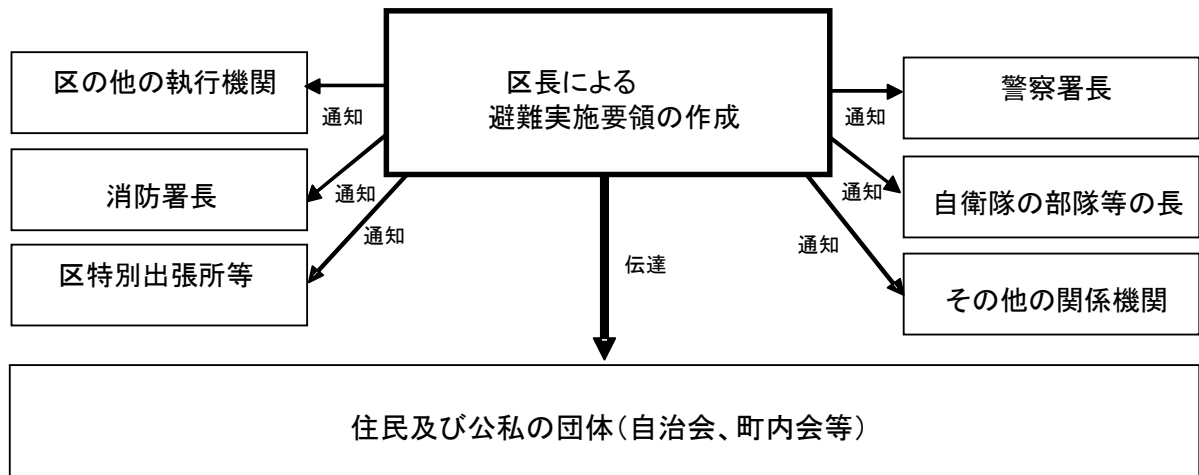 区長による
避難実施要領の作成
区の他の執行機関
通知
消防署長
通知
区特別出張所等
通知
警察署長
通知
自衛隊の部隊等の長
通知
その他の関係機関
通知
伝達
住民及び公私の団体（自治会、町内会等）